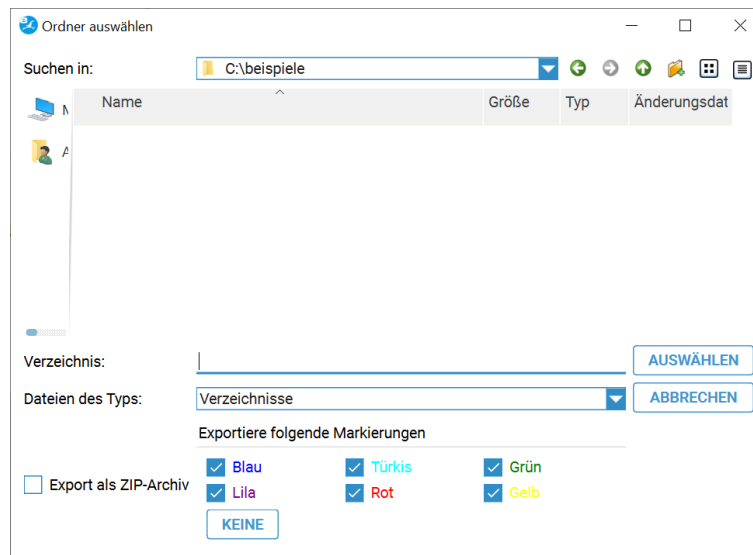 Ordner auswählen
Suchen in: C:\beispiele
Name Größe Typ Änderungsdat
Verzeichnis: AUSWÄHLEN
Dateien des Typs: Verzeichnisse ABBRECHEN
Exportiere folgende Markierungen
Blau Türkis Grün
Export als ZIP-Archiv
Lila Rot Gelb
KEINE